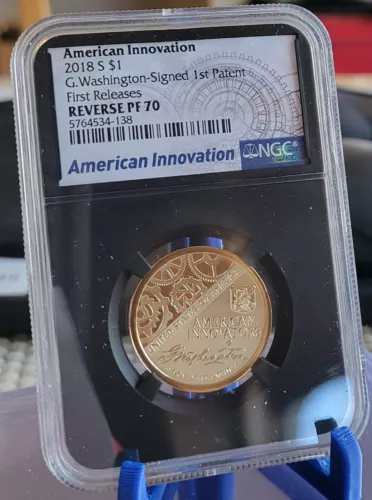 American Innovation
2018 S $1
G.Washington-Signed 1st Patent
First Releases
REVERSE PF 70
5764534-138
American Innovation NGC
AMERICAN
INNOVATORS